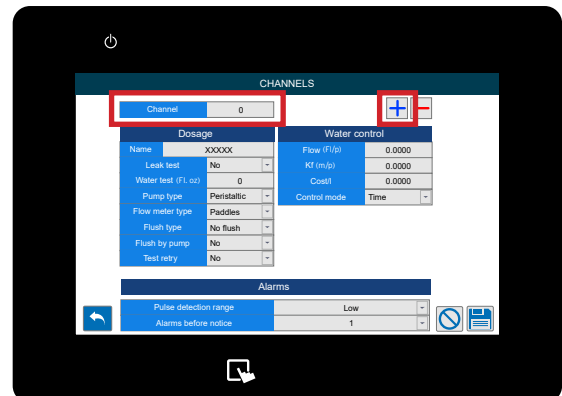 CHANNELS
Channel 0
+ −
Dosage
Name XXXXX
Leak test No
Water test (Fl. oz) 0
Pump type Peristaltic
Flow meter type Paddles
Flush type No flush
Flush by pump No
Test retry No
Water control
Flow (Fl/p) 0.0000
Kf (m/p) 0.0000
Cost/l 0.0000
Control mode Time
Alarms
Pulse detection range Low
Alarms before notice 1